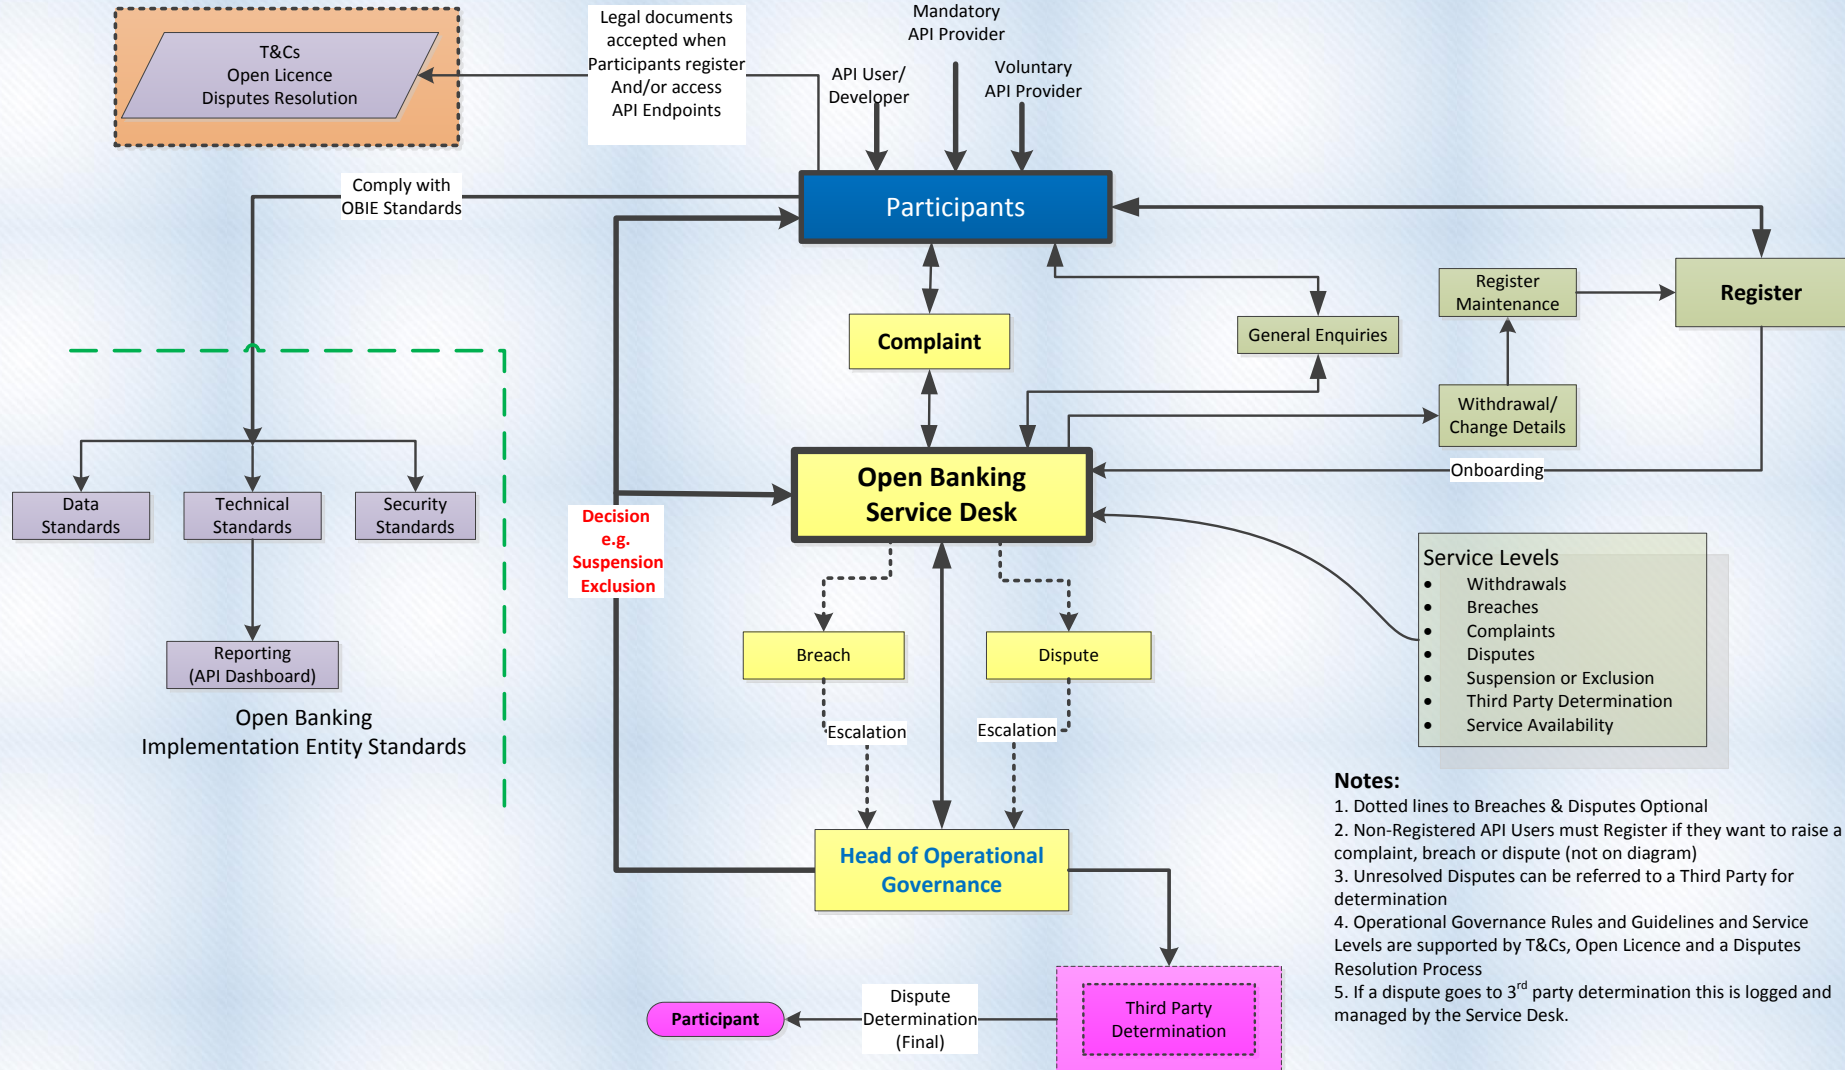 T&Cs
Open Licence
Disputes Resolution
Legal documents
accepted when
Participants register
And/or access
API Endpoints
Mandatory
API Provider
API User/
Developer
Voluntary
API Provider
Comply with
OBIE Standards
Participants
Register
Maintenance
Register
Complaint
General Enquiries
Withdrawal/
Change Details
Open Banking
Service Desk
Onboarding
Data
Standards
Technical
Standards
Security
Standards
Decision
e.g.
Suspension
Exclusion
Service Levels
• Withdrawals
• Breaches
• Complaints
• Disputes
• Suspension or Exclusion
• Third Party Determination
• Service Availability
Breach
Dispute
Reporting
(API Dashboard)
Open Banking
Implementation Entity Standards
Escalation
Escalation
Head of Operational
Governance
Notes:
1. Dotted lines to Breaches & Disputes Optional
2. Non-Registered API Users must Register if they want to raise a
complaint, breach or dispute (not on diagram)
3. Unresolved Disputes can be referred to a Third Party for
determination
4. Operational Governance Rules and Guidelines and Service
Levels are supported by T&Cs, Open Licence and a Disputes
Resolution Process
5. If a dispute goes to 3rd party determination this is logged and
managed by the Service Desk.
Participant
Dispute
Determination
(Final)
Third Party
Determination